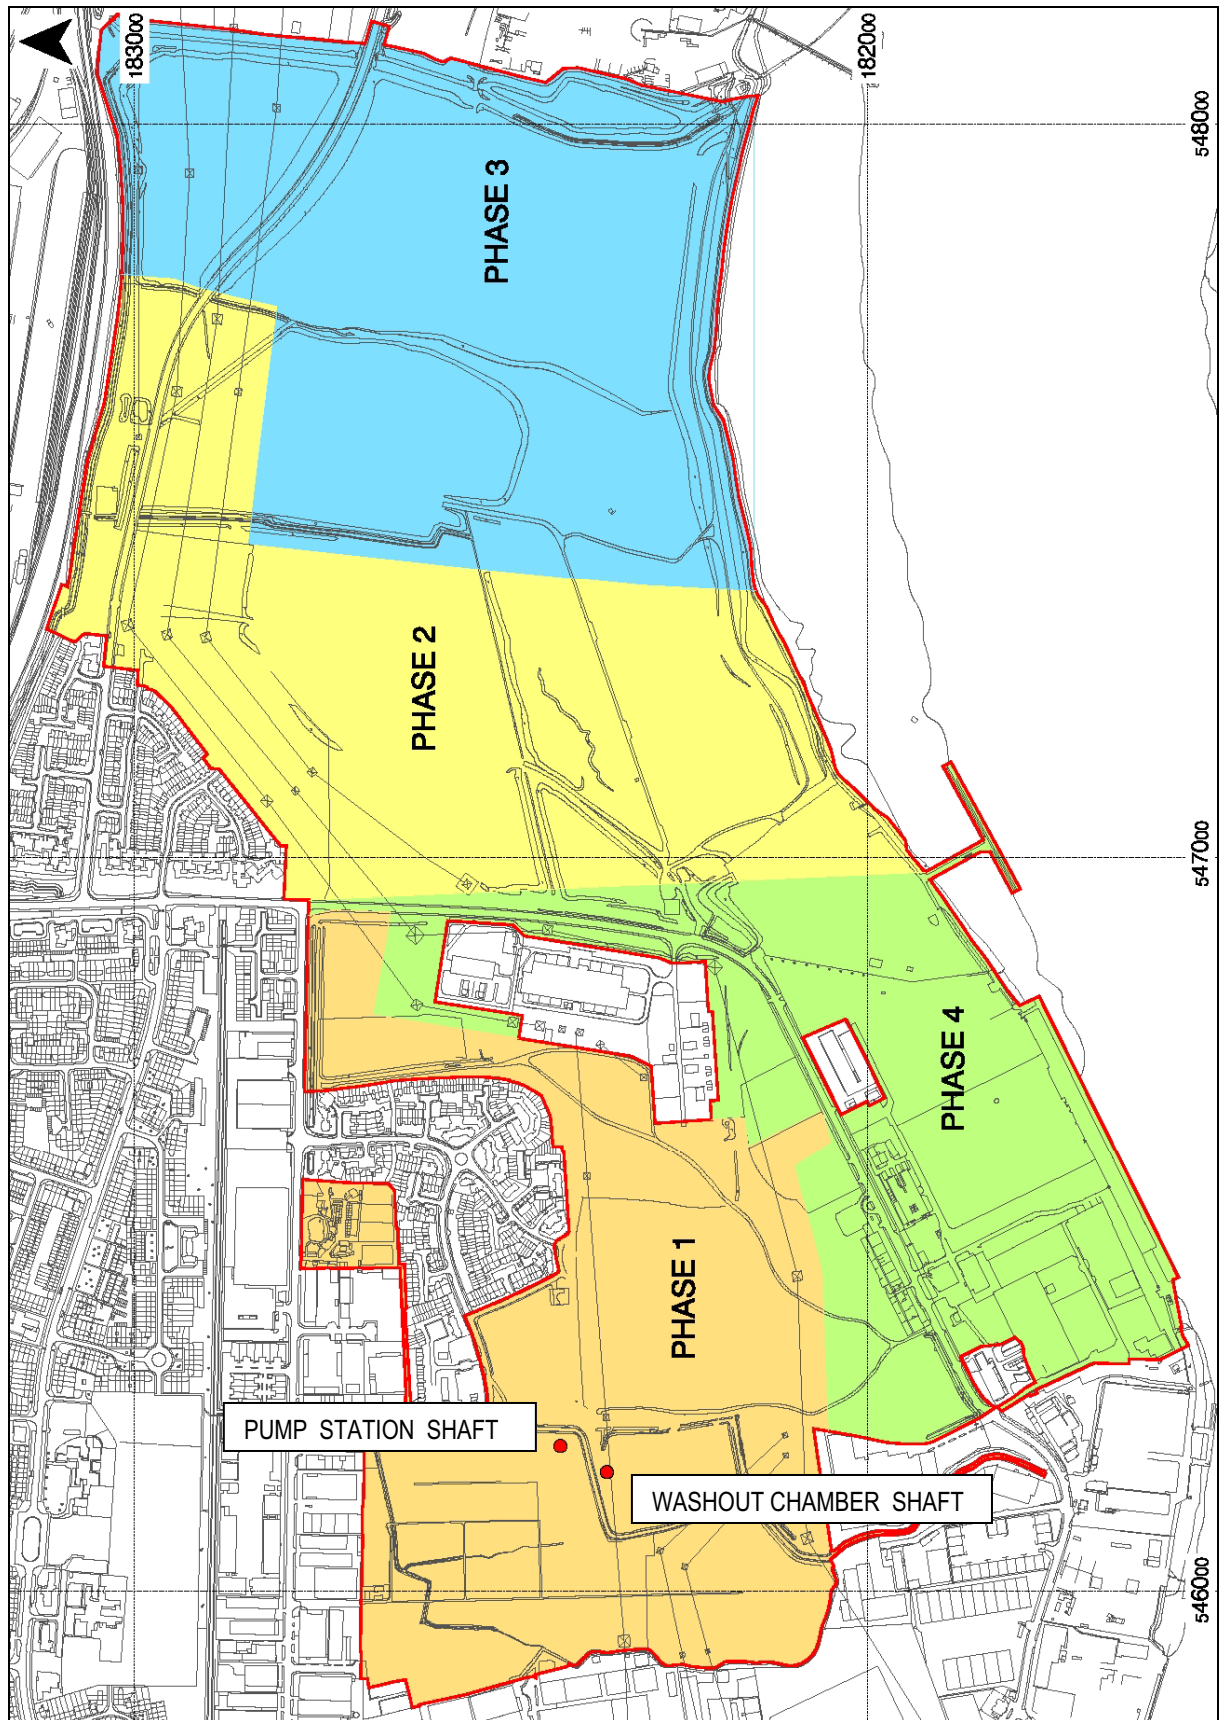 183000
182000
548000
PHASE 3
PHASE 2
547000
PHASE 4
PHASE 1
PUMP STATION SHAFT
WASHOUT CHAMBER SHAFT
546000